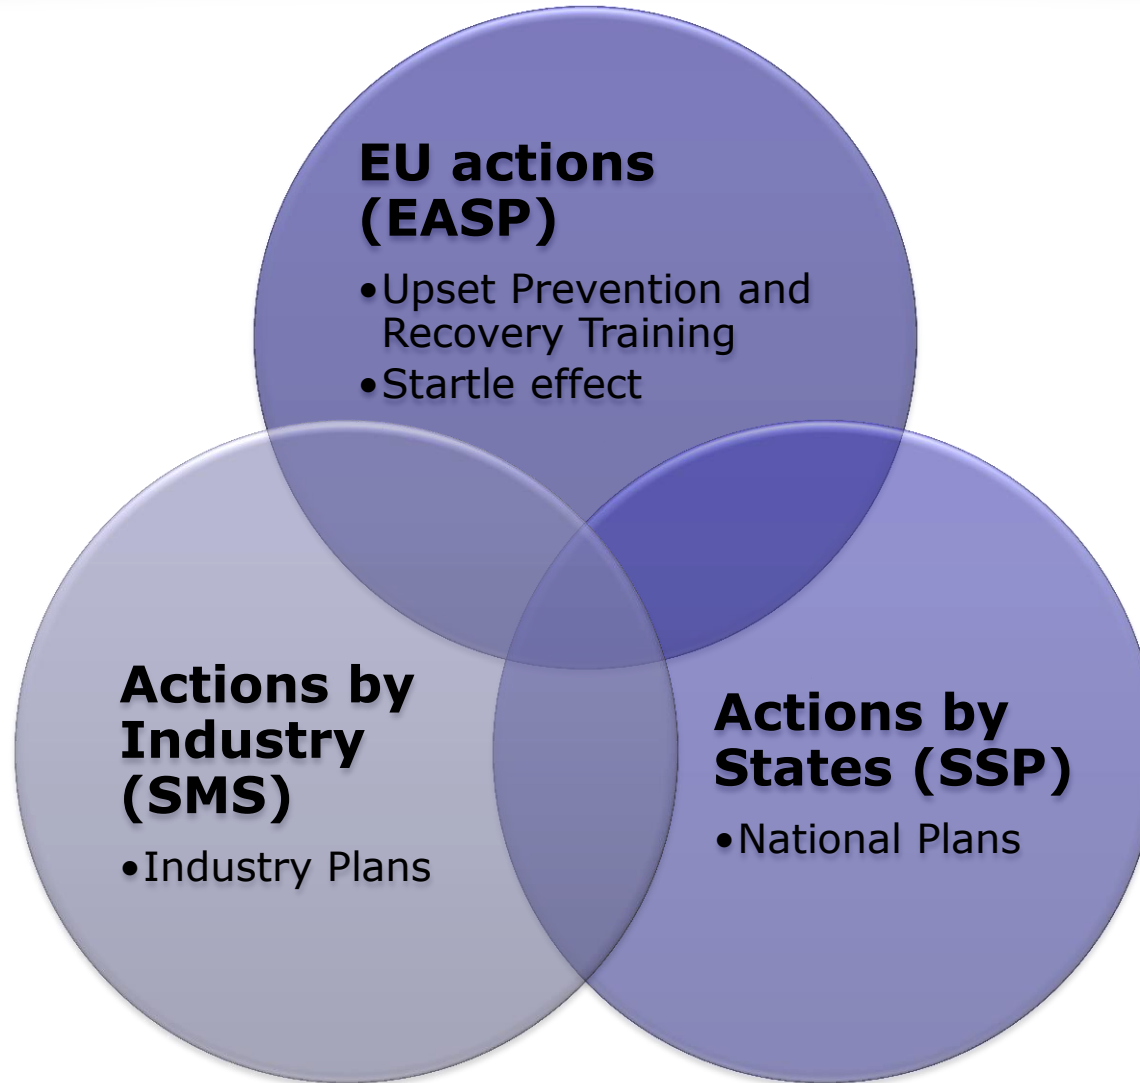 EU actions
(EASP)
•Upset Prevention and
Recovery Training
•Startle effect
Actions by
Industry
(SMS)
•Industry Plans
Actions by
States (SSP)
•National Plans